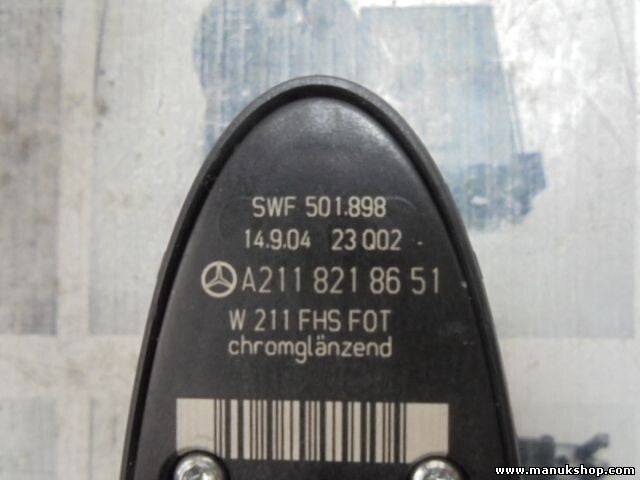 SWF 501.898
14.9.04 23 Q02 -
A211 821 86 51
W 211 FHS FOT
chromglänzend
www.manukshop.com